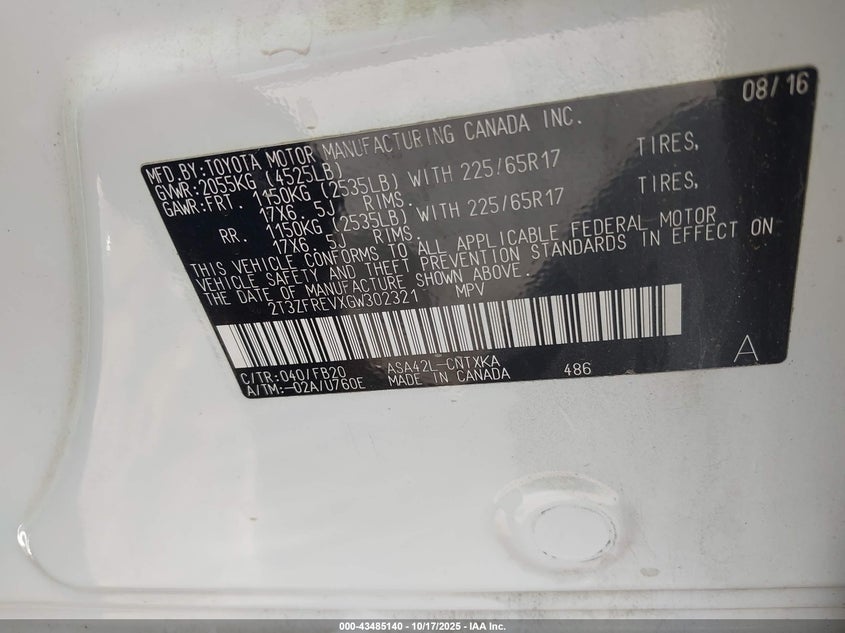 08/16
MFD.BY:TOYOTA MOTOR MANUFACTURING CANADA INC.
GVWR:2055KG (4525LB)
GAWR:FRT. 1150KG (2535LB) WITH 225/65R17 TIRES,
17X6. 5J RIMS.
RR. 1150KG (2535LB) WITH 225/65R17 TIRES,
17X6. 5J RIMS.
THIS VEHICLE CONFORMS TO ALL APPLICABLE FEDERAL MOTOR
VEHICLE SAFETY AND THEFT PREVENTION STANDARDS IN EFFECT ON
THE DATE OF MANUFACTURE SHOWN ABOVE.
2T3ZFREVXGW302321 MPV
C/TR:040/FB20 ASA42L-CNTXKA
A/TM:-02A/U760E MADE IN CANADA 486 A
000-43485140 - 10/17/2025 - IAA Inc.